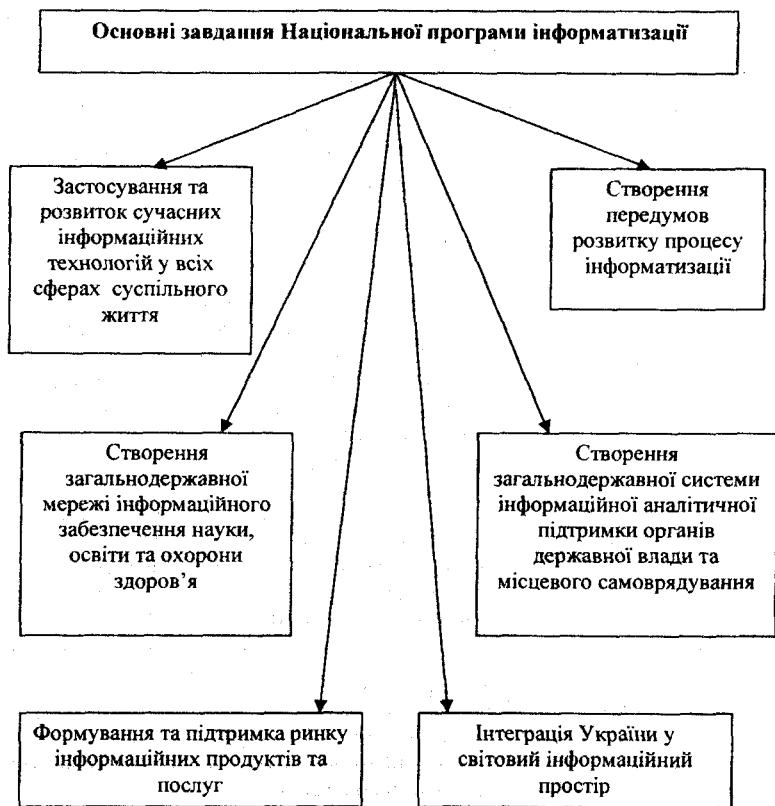 Основні завдання Національної програми інформатизації
Застосування та
розвиток сучасних
інформаційних
технологій у всіх
сферах суспільного
життя
Створення
передумов
розвитку процесу
інформатизації
Створення
загальнодержавної
мережі інформаційного
забезпечення науки,
освіти та охорони
здоров’я
Створення
загальнодержавної системи
інформаційної аналітичної
підтримки органів
державної влади та
місцевого самоврядування
Формування та підтримка ринку
інформаційних продуктів та
послуг
Інтеграція України у
світовий інформаційний
простір